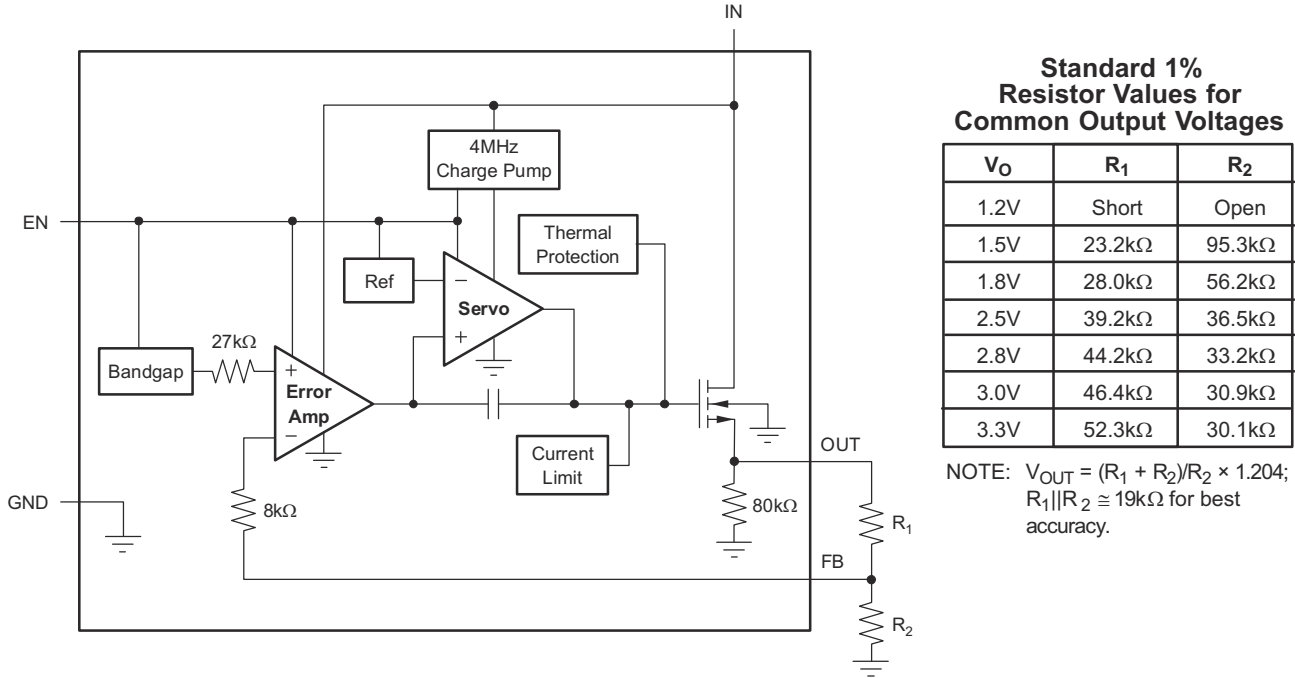 IN
4MHz
Charge Pump
EN
Thermal
Protection
Ref
−
Servo
+
27kΩ
Bandgap
+
Error
Amp
−
Current
Limit
OUT
GND
8kΩ
80kΩ
R1
FB
R2
Standard 1%
Resistor Values for
Common Output Voltages
VO R1 R2
1.2V Short Open
1.5V 23.2kΩ 95.3kΩ
1.8V 28.0kΩ 56.2kΩ
2.5V 39.2kΩ 36.5kΩ
2.8V 44.2kΩ 33.2kΩ
3.0V 46.4kΩ 30.9kΩ
3.3V 52.3kΩ 30.1kΩ
NOTE: VOUT = (R1 + R2)/R2 × 1.204;
R1||R2 ≅ 19kΩ for best
accuracy.